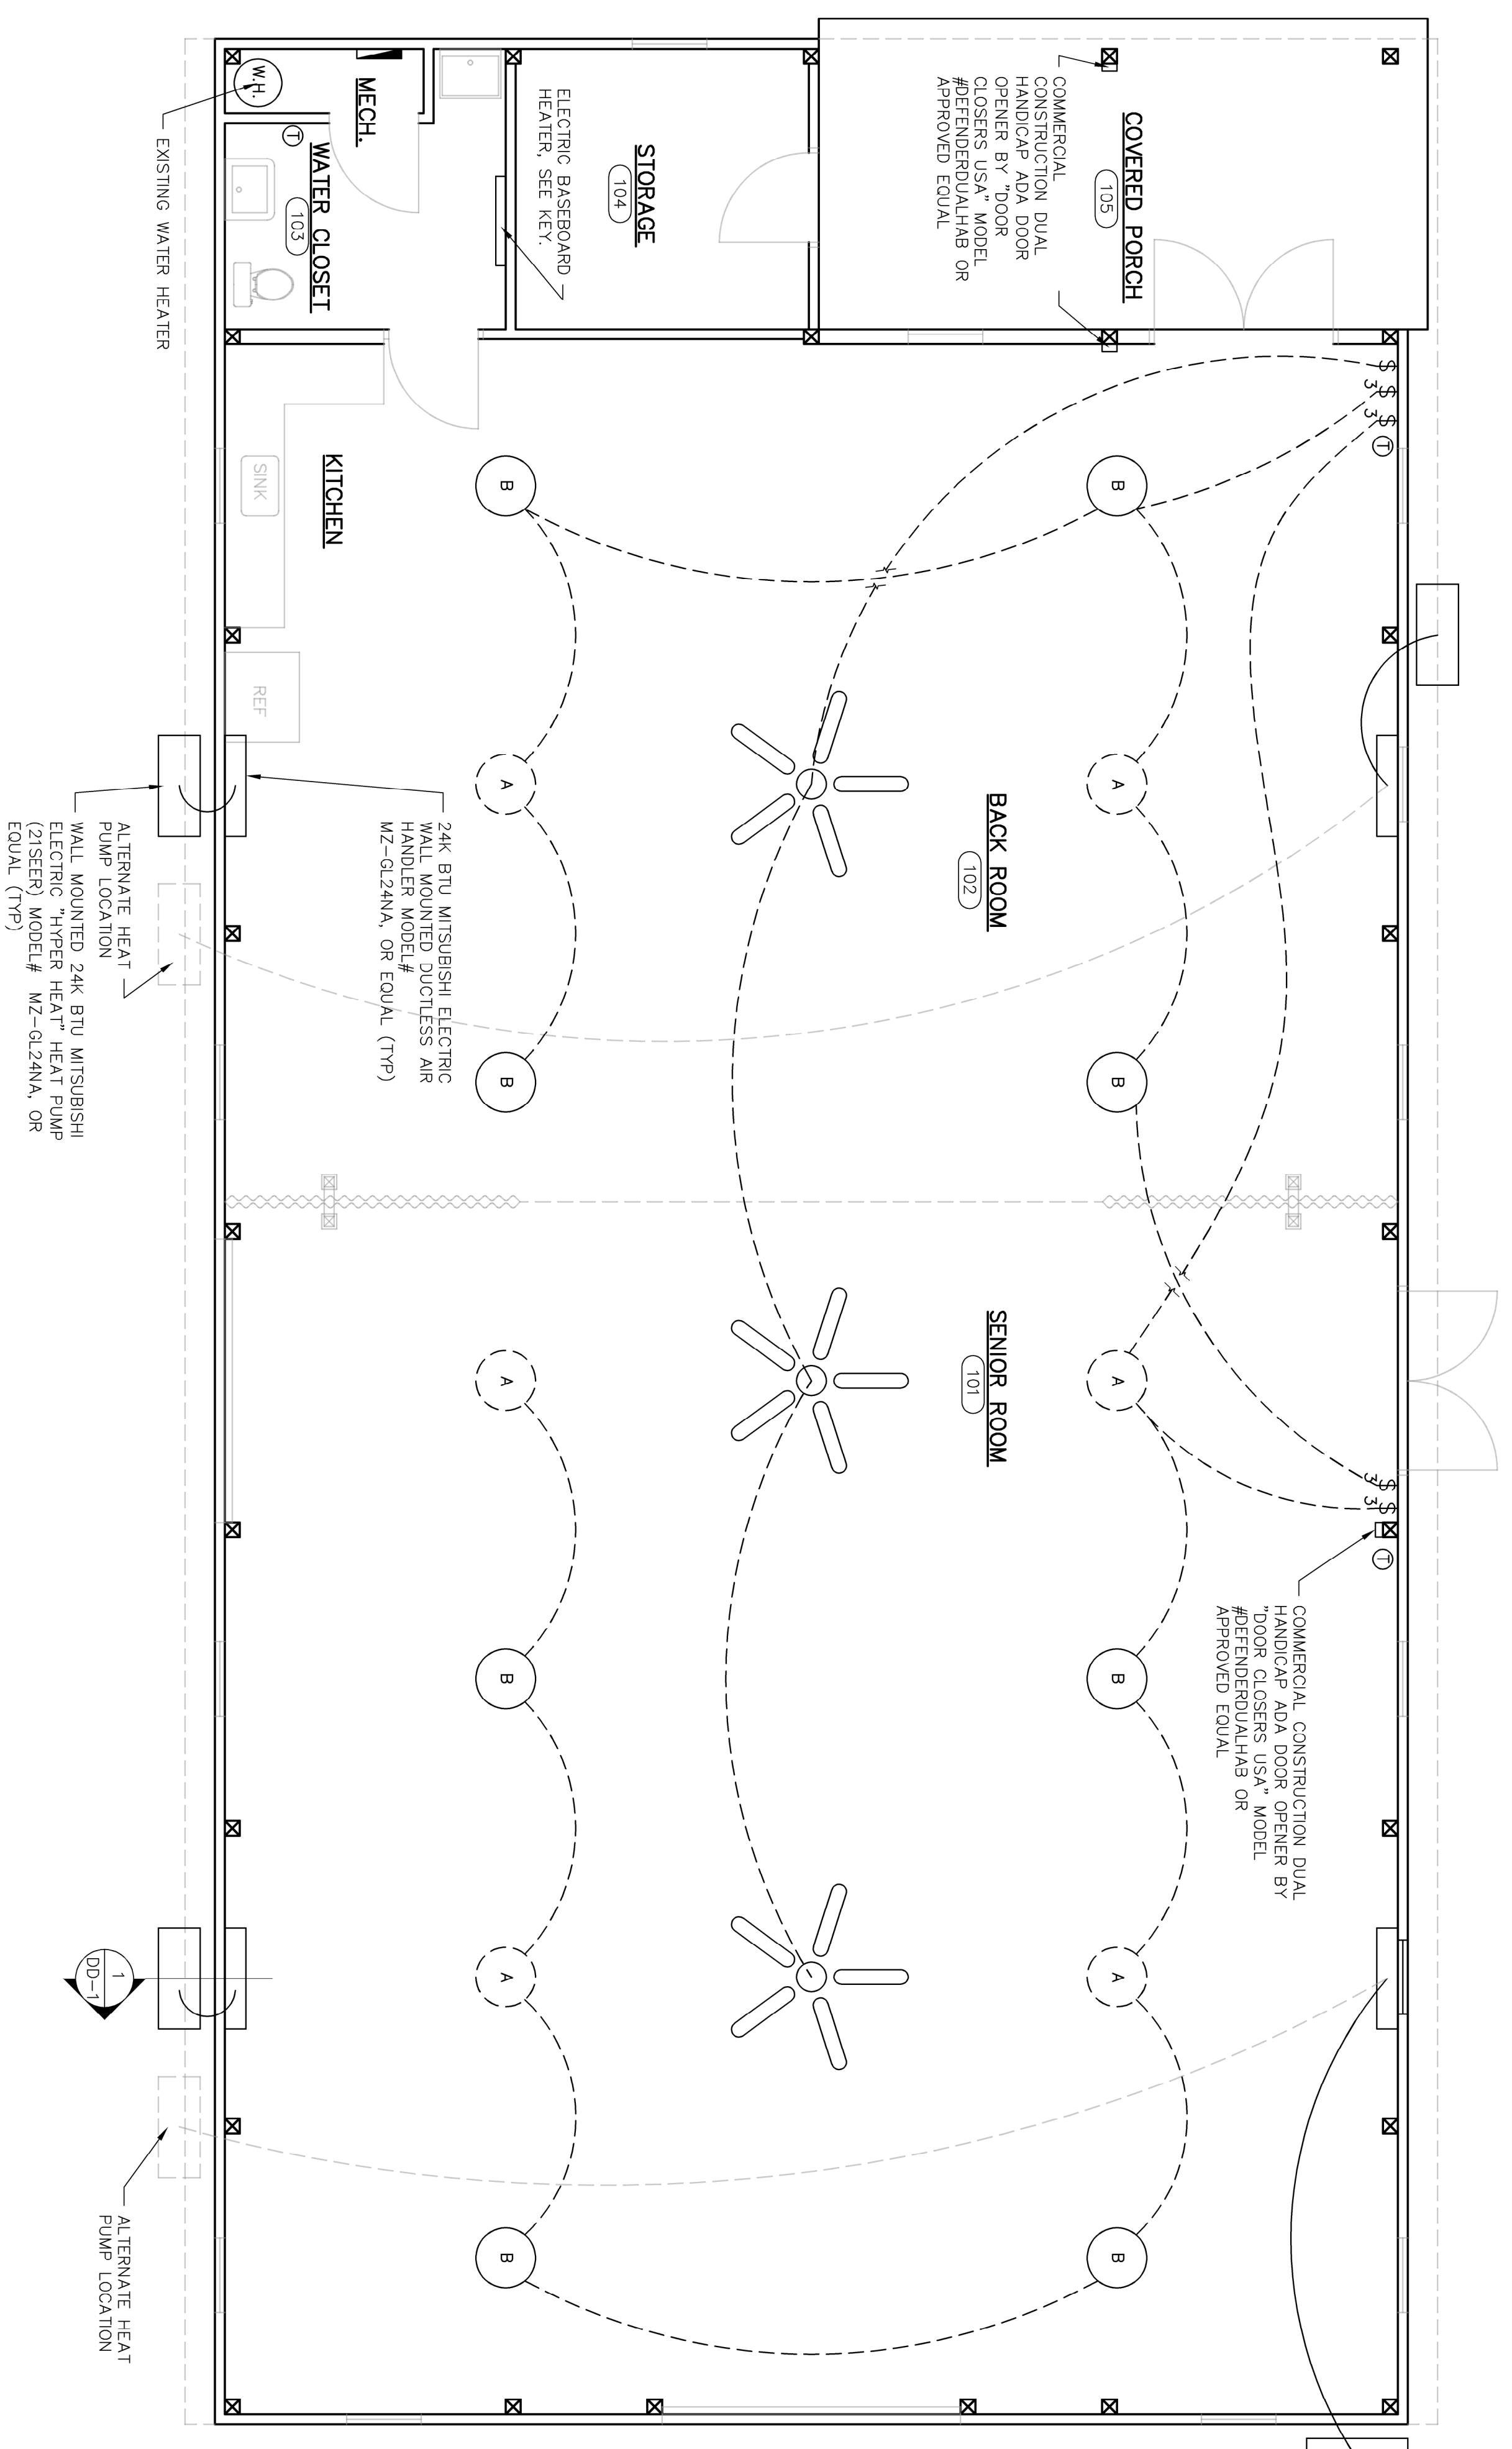 COMMERCIAL
CONSTRUCTION DUAL
HANDICAP ADA DOOR
OPENER BY "DOOR
CLOSERS USA" MODEL
#DEFENDERDUALHAB OR
APPROVED EQUAL
COVERED PORCH
105
STORAGE
104
ELECTRIC BASEBOARD
HEATER, SEE KEY.
MECH.
W.H.
T
WATER CLOSET
103
EXISTING WATER HEATER
S
S
3
S
3
T
KITCHEN
SINK
REF
B
A
B
B
A
B
BACK ROOM
102
24K BTU MITSUBISHI ELECTRIC
WALL MOUNTED DUCTLESS AIR
HANDLER MODEL#
MZ-GL24NA, OR EQUAL (TYP)
ALTERNATE HEAT
PUMP LOCATION
WALL MOUNTED 24K BTU MITSUBISHI
ELECTRIC "HYPER HEAT" HEAT PUMP
(21SEER) MODEL# MZ-GL24NA, OR
EQUAL (TYP)
SENIOR ROOM
101
S
3
S
3
T
COMMERCIAL CONSTRUCTION DUAL
HANDICAP ADA DOOR OPENER BY
"DOOR CLOSERS USA" MODEL
#DEFENDERDUALHAB OR
APPROVED EQUAL
A
B
A
B
A
B
A
B
1
DD-1
ALTERNATE HEAT
PUMP LOCATION